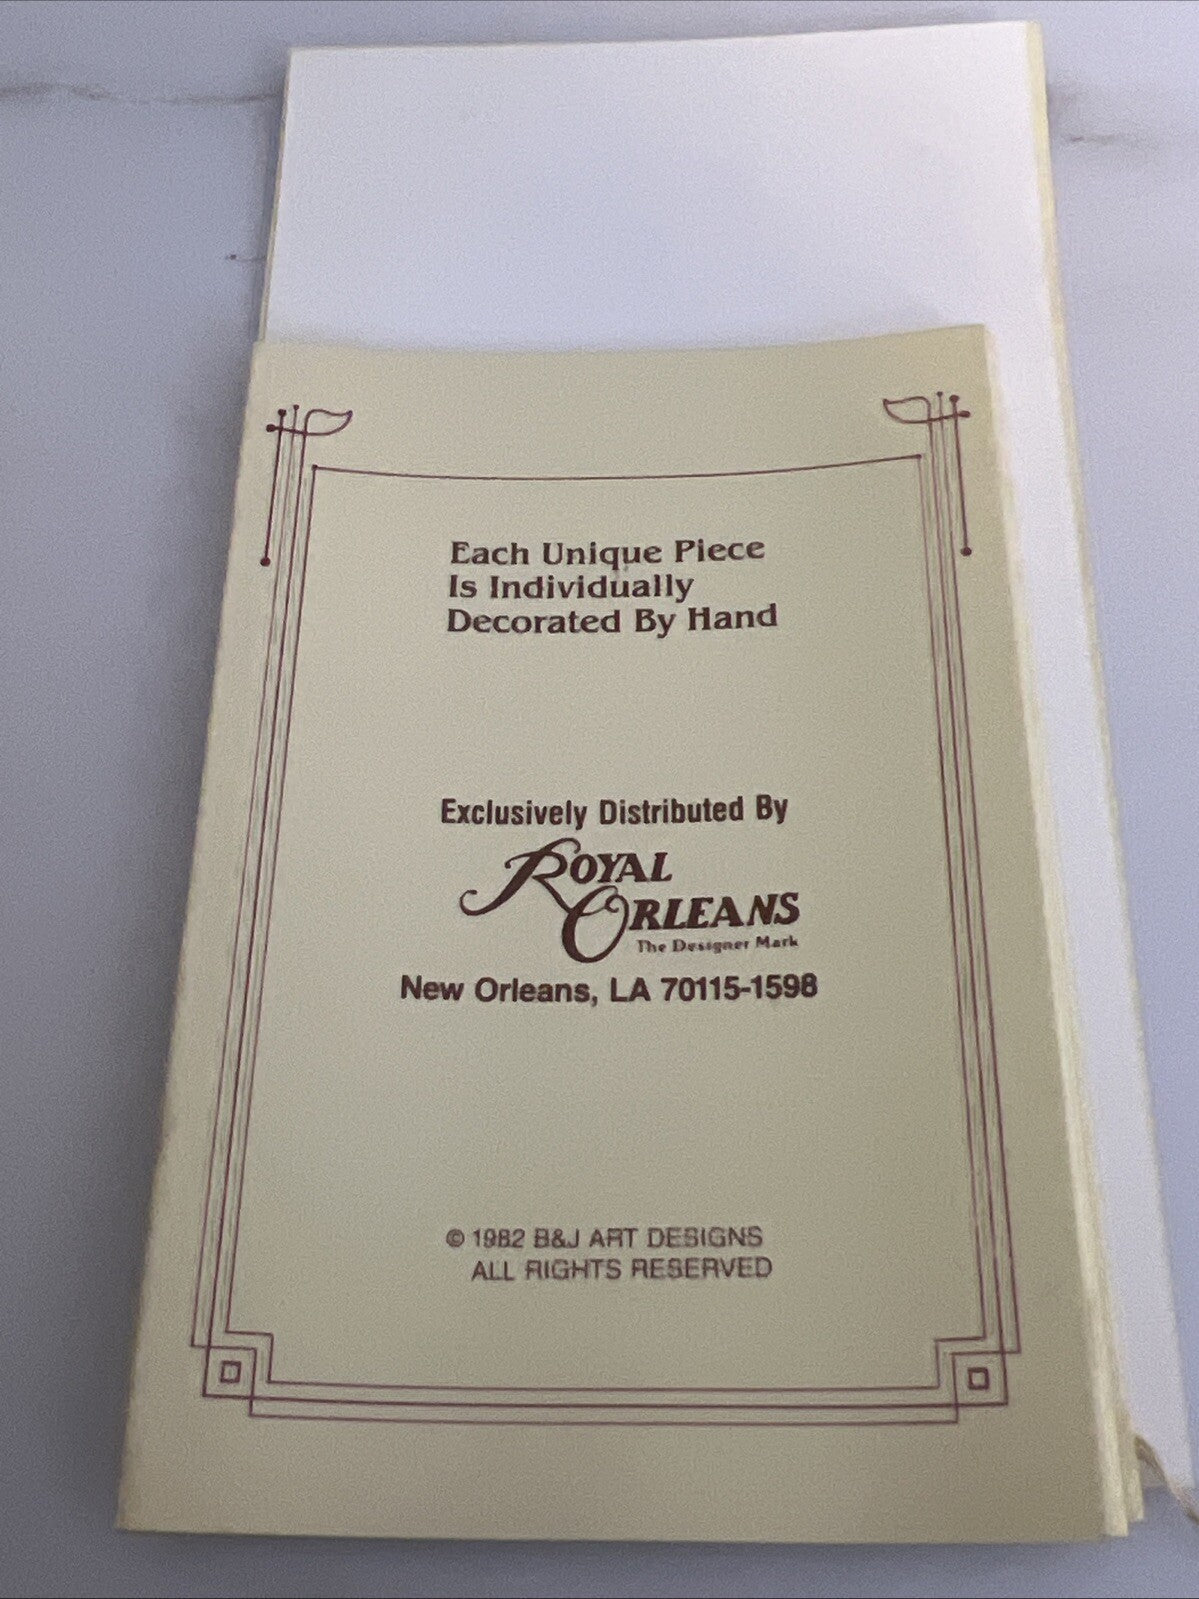 Each Unique Piece
Is Individually
Decorated By Hand
Exclusively Distributed By
ROYAL
ORLEANS
The Designer Mark
New Orleans, LA 70115-1598
© 1982 B&J ART DESIGNS
ALL RIGHTS RESERVED